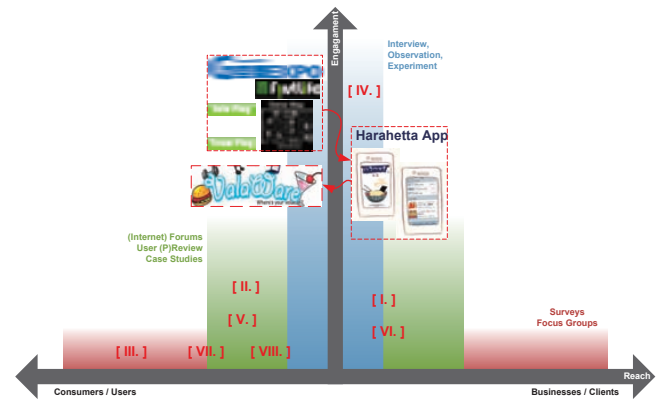 Engagament
Interview,
Observation,
Experiment
[ IV. ]
Harahetta App
(Internet) Forums
User (P)Review
Case Studies
[ II. ]
[ I. ]
[ V. ]
[ VI. ]
Surveys
Focus Groups
[ III. ]
[ VII. ]
[ VIII. ]
Reach
Consumers / Users
Businesses / Clients